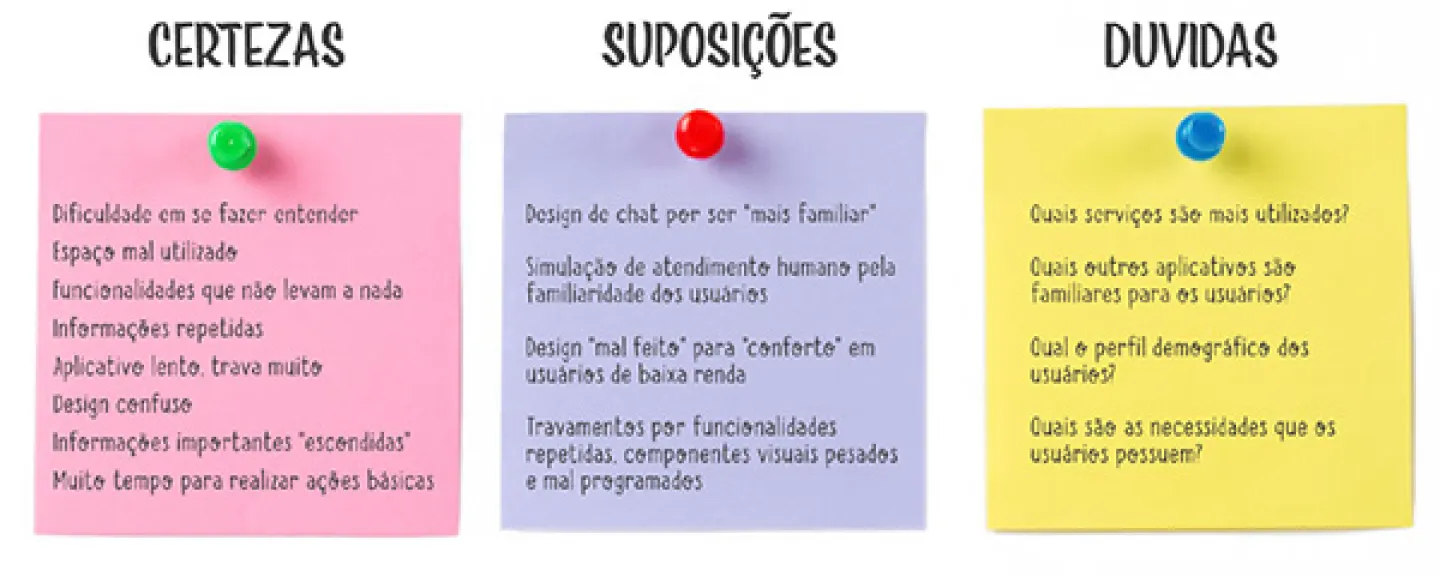 CERTEZAS
Dificuldade em se fazer entender
Espaço mal utilizado
funcionalidades que não levam a nada
Informações repetidas
Aplicativo lento, trava muito
Design confuso
Informações importantes "escondidas"
Muito tempo para realizar ações básicas
SUPOSIÇÕES
Design de chat por ser "mais familiar"
Simulação de atendimento humano pela
familiaridade dos usuários
Design "mal feito" para "conforto" em
usuários de baixa renda
Travamentos por funcionalidades
repetidas, componentes visuais pesados
e mal programados
DUVIDAS
Quais serviços são mais utilizados?
Quais outros aplicativos são
familiares para os usuários?
Qual o perfil demográfico dos
usuários?
Quais são as necessidades que os
usuários possuem?